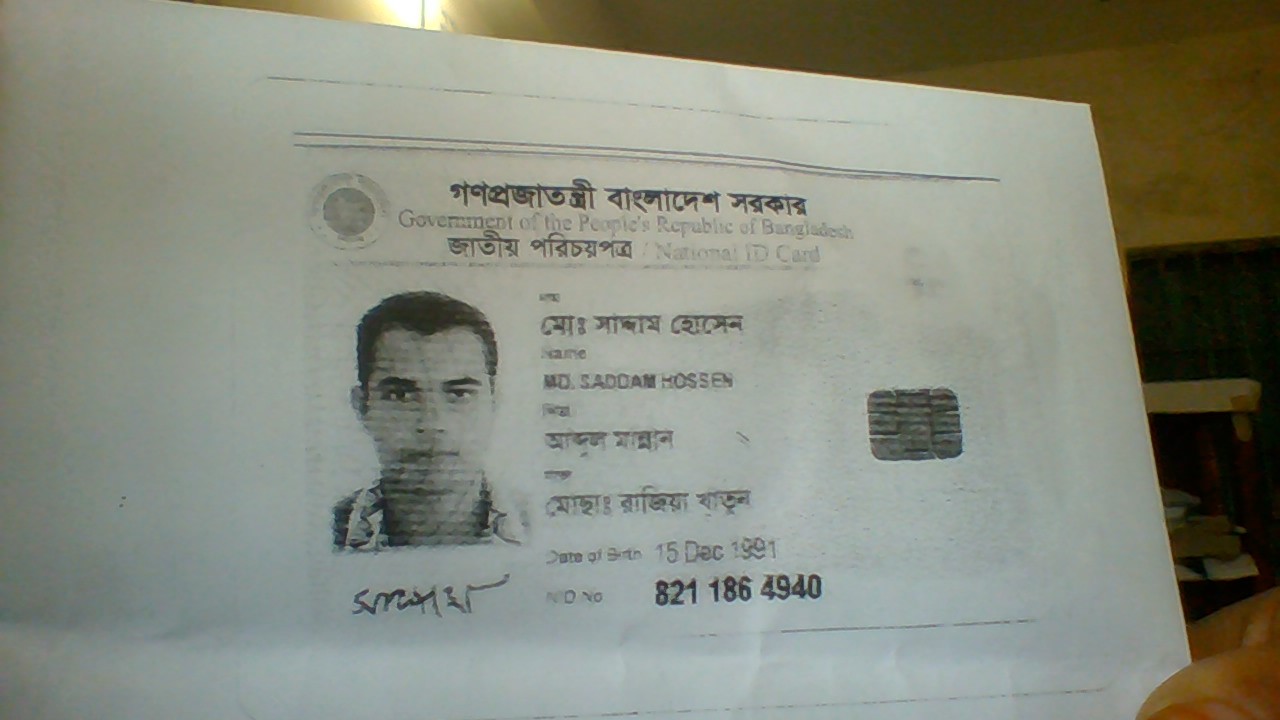 গণপ্রজাতন্ত্রী বাংলাদেশ সরকার
Government of the People's Republic of Bangladesh
জাতীয় পরিচয়পত্র / National ID Card
নাম
মোঃ সাদ্দাম হোসেন
Name
MD. SADDAM HOSSEN
পিতা
আব্দুল মান্নান
মাতা
মোছাঃ রাজিয়া খাতুন
Date of Birth 15 Dec 1991
NID No 821 186 4940
সাদ্দাম